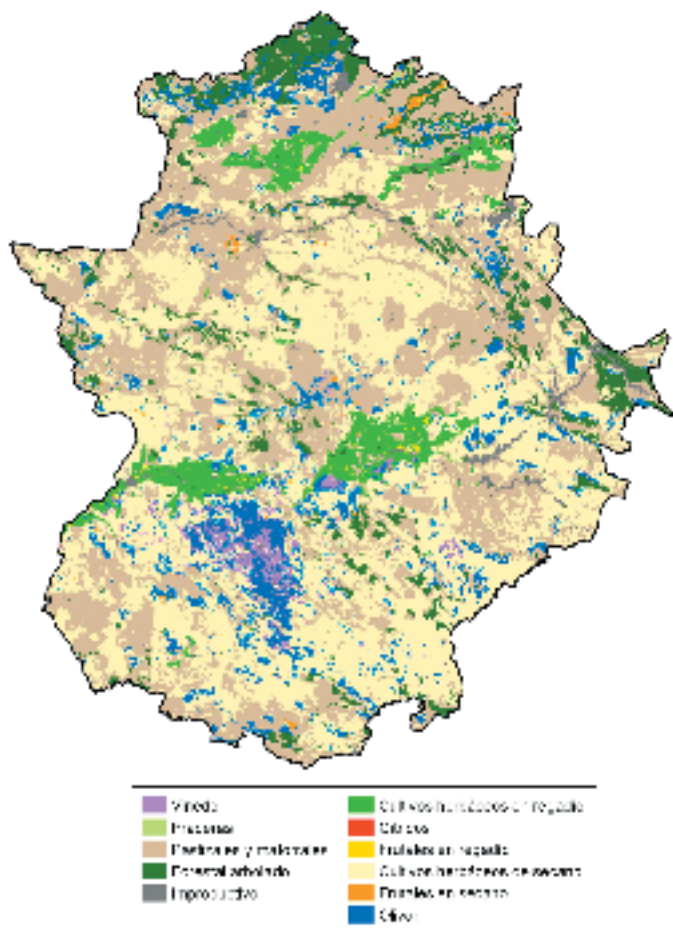 Viñedo
Praderas
Pastizales y matorrales
Forestal arbolado
Improductivo
Cultivos herbáceos en regadío
Cítricos
Frutales en regadío
Cultivos herbáceos de secano
Frutales en secano
Olivar